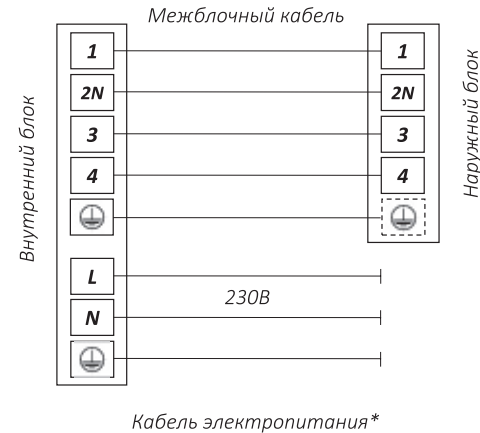 Межблочный кабель
Внутренний блок
1
2N
3
4
L
N
1
2N
3
4
Наружный блок
230В
Кабель электропитания*